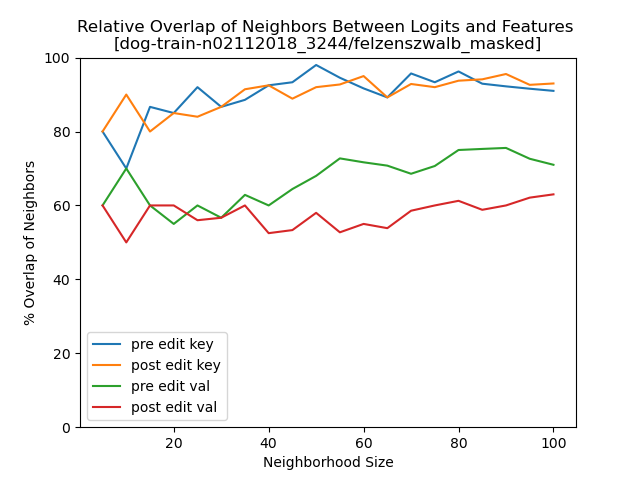 Relative Overlap of Neighbors Between Logits and Features
[dog-train-n02112018_3244/felzenszwalb_masked]
100
80
60
40
20
0
% Overlap of Neighbors
pre edit key
post edit key
pre edit val
post edit val
20 40 60 80 100
Neighborhood Size